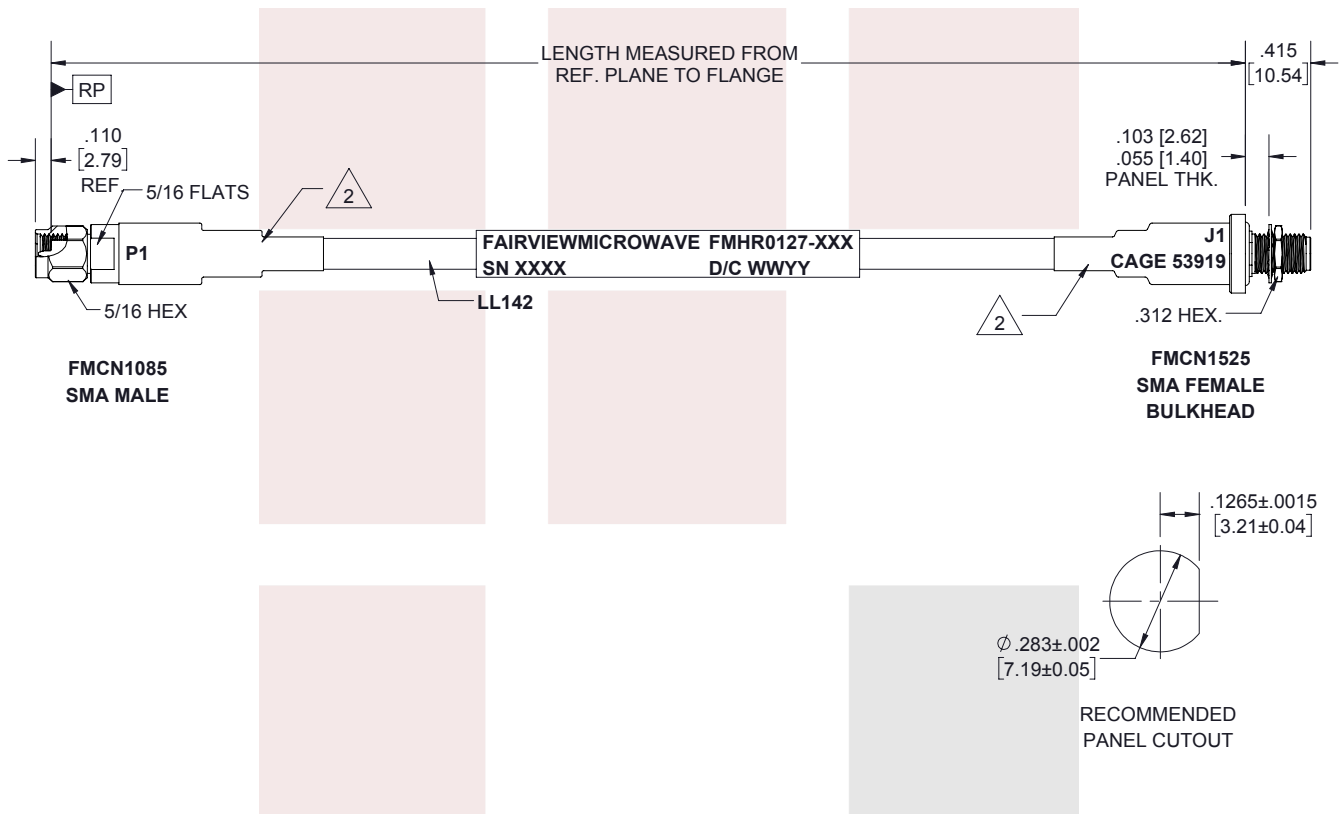 LENGTH MEASURED FROM
REF. PLANE TO FLANGE
.415
[10.54]
RP
.110
[2.79]
REF.
5/16 FLATS
2
.103 [2.62]
.055 [1.40]
PANEL THK.
P1
FAIRVIEWMICROWAVE FMHR0127-XXX
SN XXXX D/C WWYY
J1
CAGE 53919
5/16 HEX
LL142
2
.312 HEX.
FMCN1085
SMA MALE
FMCN1525
SMA FEMALE
BULKHEAD
.1265±.0015
[3.21±0.04]
∅.283±.002
[7.19±0.05]
RECOMMENDED
PANEL CUTOUT